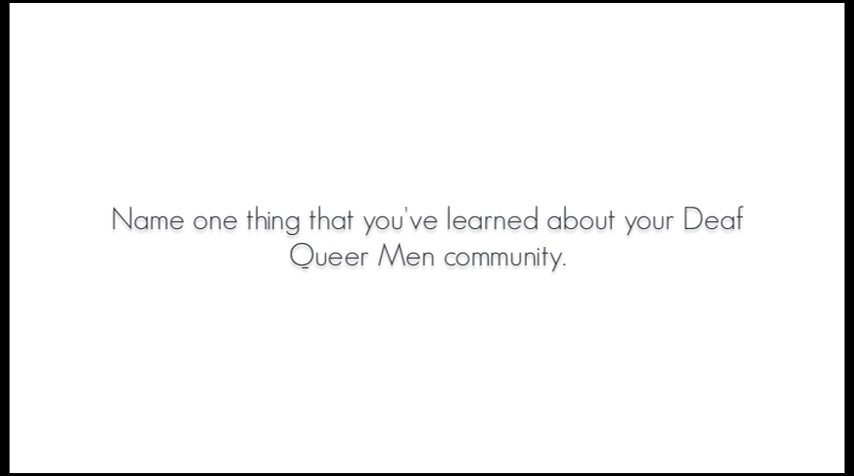 Name one thing that you've learned about your Deaf
Queer Men community.